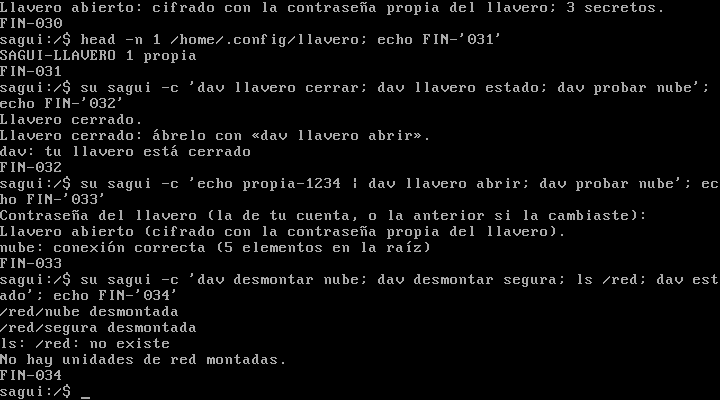 Llavero abierto: cifrado con la contraseña propia del llavero; 3 secretos.
FIN-030
sagui:/$ head -n 1 /home/.config/llavero; echo FIN-'031'
SAGUI-LLAVERO 1 propia
FIN-031
sagui:/$ su sagui -c 'dav llavero cerrar; dav llavero estado; dav probar nube';
echo FIN-'032'
Llavero cerrado.
Llavero cerrado: ábrelo con «dav llavero abrir».
dav: tu llavero está cerrado
FIN-032
sagui:/$ su sagui -c 'echo propia-1234 | dav llavero abrir; dav probar nube'; ec
ho FIN-'033'
Contraseña del llavero (la de tu cuenta, o la anterior si la cambiaste):
Llavero abierto (cifrado con la contraseña propia del llavero).
nube: conexión correcta (5 elementos en la raíz)
FIN-033
sagui:/$ su sagui -c 'dav desmontar nube; dav desmontar segura; ls /red; dav est
ado'; echo FIN-'034'
/red/nube desmontada
/red/segura desmontada
ls: /red: no existe
No hay unidades de red montadas.
FIN-034
sagui:/$ _